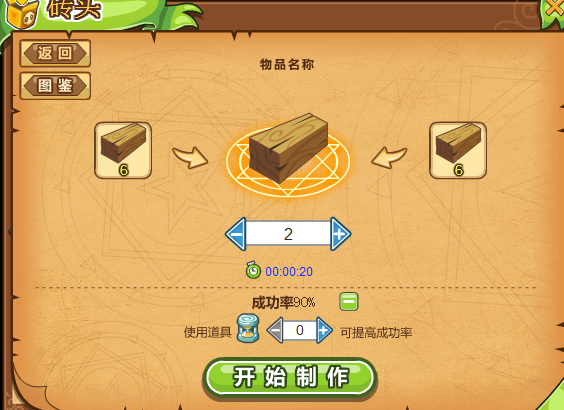 砖头
返回
物品名称
图鉴
6
6
2
00:00:20
成功率90%
使用道具 0 可提高成功率
开始制作